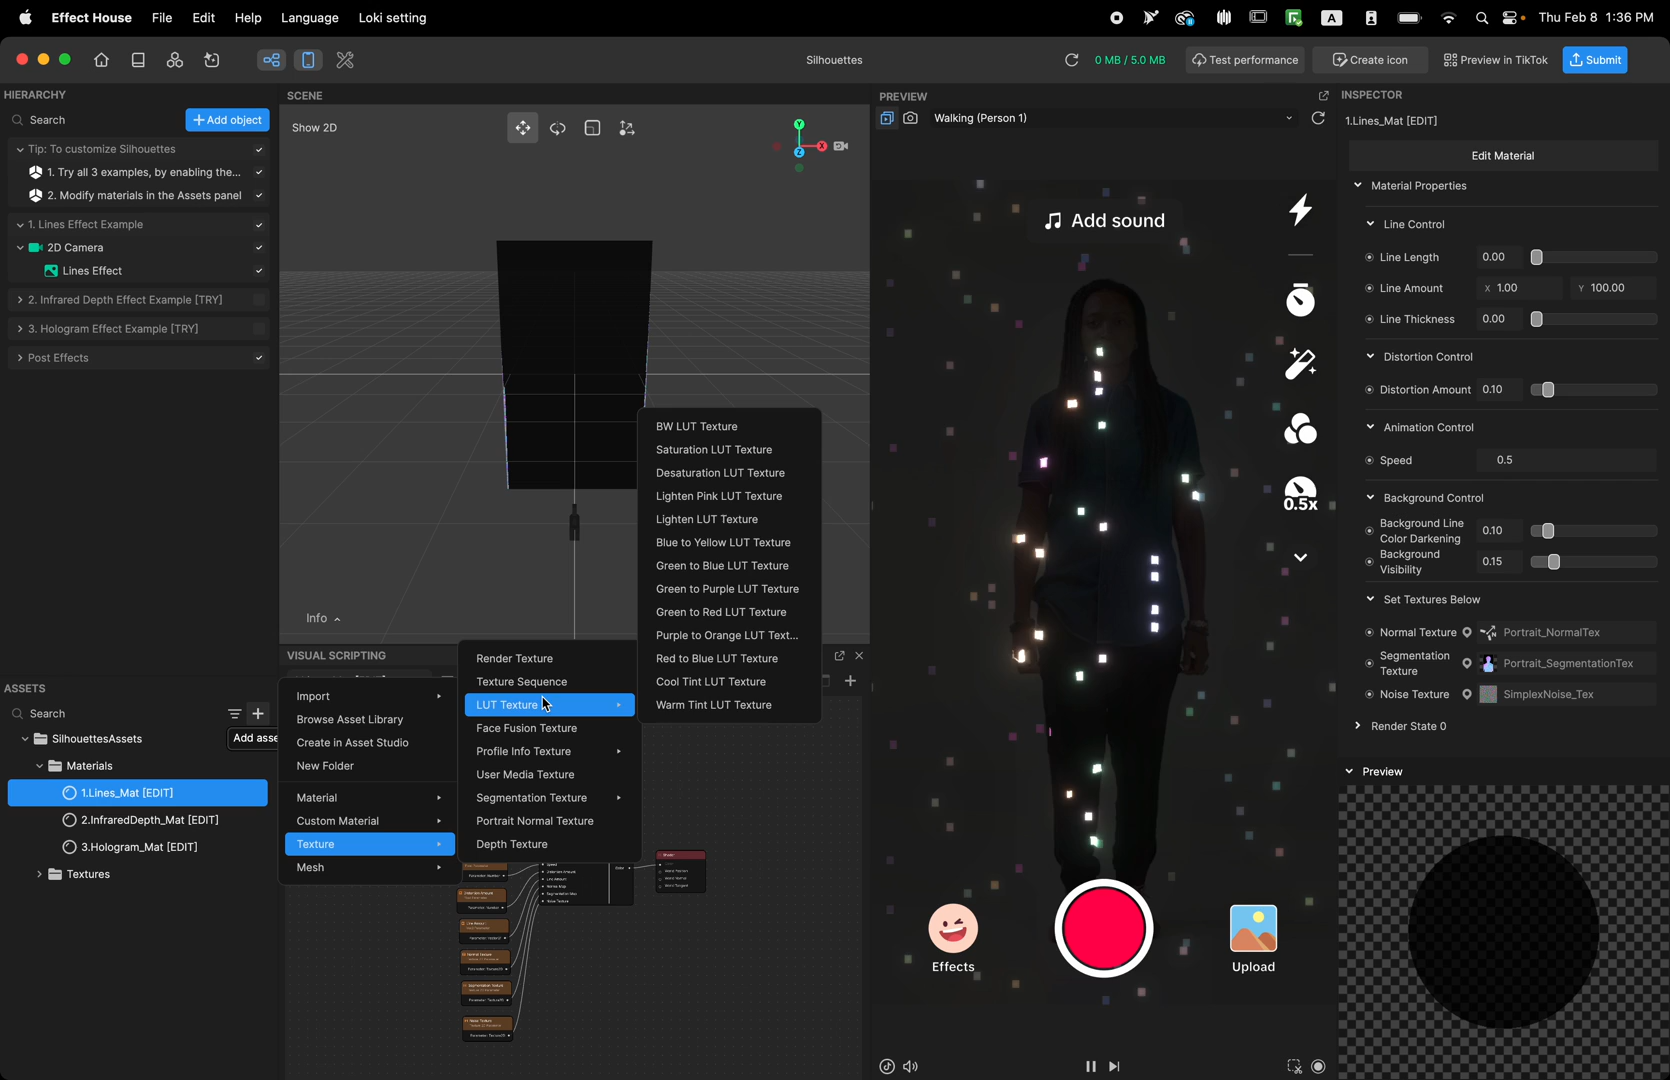 Effect House File Edit Help Language Loki setting
A
Thu Feb 8 1:36 PM
Silhouettes
0 MB / 5.0 MB
Test performance
Create icon
Preview in TikTok
Submit
HIERARCHY
Search
+ Add object
Tip: To customize Silhouettes
1. Try all 3 examples, by enabling the...
2. Modify materials in the Assets panel
1. Lines Effect Example
2D Camera
Lines Effect
2. Infrared Depth Effect Example [TRY]
3. Hologram Effect Example [TRY]
Post Effects
SCENE
Show 2D
Y
X
Z
Info
VISUAL SCRIPTING
ASSETS
Search
Add asse
SilhouettesAssets
Materials
1.Lines_Mat [EDIT]
2.InfraredDepth_Mat [EDIT]
3.Hologram_Mat [EDIT]
Textures
Import
Browse Asset Library
Create in Asset Studio
New Folder
Material
Custom Material
Texture
Mesh
Render Texture
Texture Sequence
LUT Texture
Face Fusion Texture
Profile Info Texture
User Media Texture
Segmentation Texture
Portrait Normal Texture
Depth Texture
BW LUT Texture
Saturation LUT Texture
Desaturation LUT Texture
Lighten Pink LUT Texture
Lighten LUT Texture
Blue to Yellow LUT Texture
Green to Blue LUT Texture
Green to Purple LUT Texture
Green to Red LUT Texture
Purple to Orange LUT Text...
Red to Blue LUT Texture
Cool Tint LUT Texture
Warm Tint LUT Texture
PREVIEW
Walking (Person 1)
Add sound
0.5x
Effects
Upload
INSPECTOR
1.Lines_Mat [EDIT]
Edit Material
Material Properties
Line Control
Line Length 0.00
Line Amount X 1.00 Y 100.00
Line Thickness 0.00
Distortion Control
Distortion Amount 0.10
Animation Control
Speed 0.5
Background Control
Background Line
Color Darkening 0.10
Background
Visibility 0.15
Set Textures Below
Normal Texture Portrait_NormalTex
Segmentation
Texture Portrait_SegmentationTex
Noise Texture SimplexNoise_Tex
Render State 0
Preview